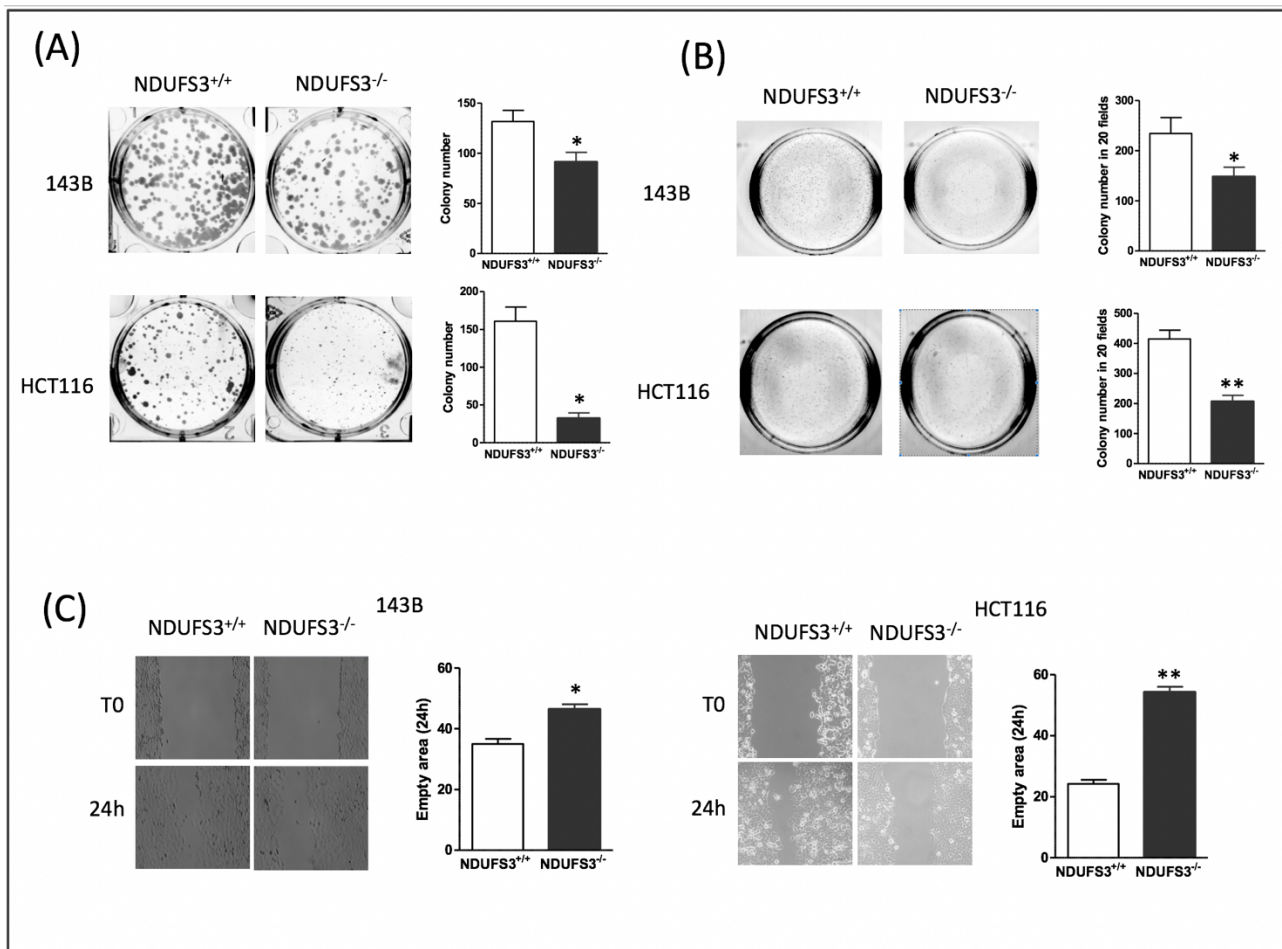 (A)
NDUFS3+/+ NDUFS3-/-
143B
Colony number
150
100
50
0
*
NDUFS3+/+ NDUFS3-/-
HCT116
Colony number
200
150
100
50
0
*
NDUFS3+/+ NDUFS3-/-
3
2
3
(B)
NDUFS3+/+ NDUFS3-/-
143B
Colony number in 20 fields
300
200
100
0
*
NDUFS3+/+ NDUFS3-/-
HCT116
Colony number in 20 fields
500
400
300
200
100
0
**
NDUFS3+/+ NDUFS3-/-
(C)
143B
NDUFS3+/+ NDUFS3-/-
T0
24h
Empty area (24h)
60
40
20
0
*
NDUFS3+/+ NDUFS3-/-
HCT116
NDUFS3+/+ NDUFS3-/-
T0
24h
Empty area (24h)
60
40
20
0
**
NDUFS3+/+ NDUFS3-/-